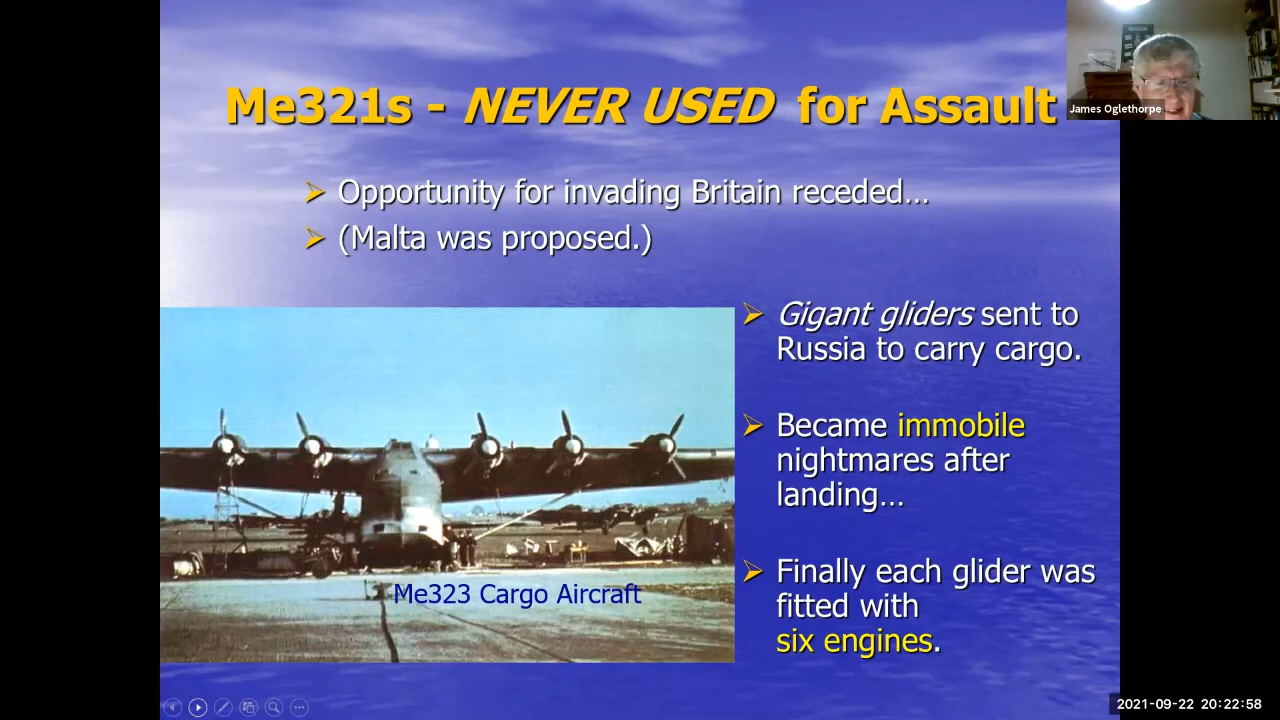 Me321s - NEVER USED for Assault
James Oglethorpe
➢ Opportunity for invading Britain receded…
➢ (Malta was proposed.)
➢ Gigant gliders sent to
Russia to carry cargo.
➢ Became immobile
nightmares after
landing…
➢ Finally each glider was
fitted with
six engines.
Me323 Cargo Aircraft
2021-09-22 20:22:58